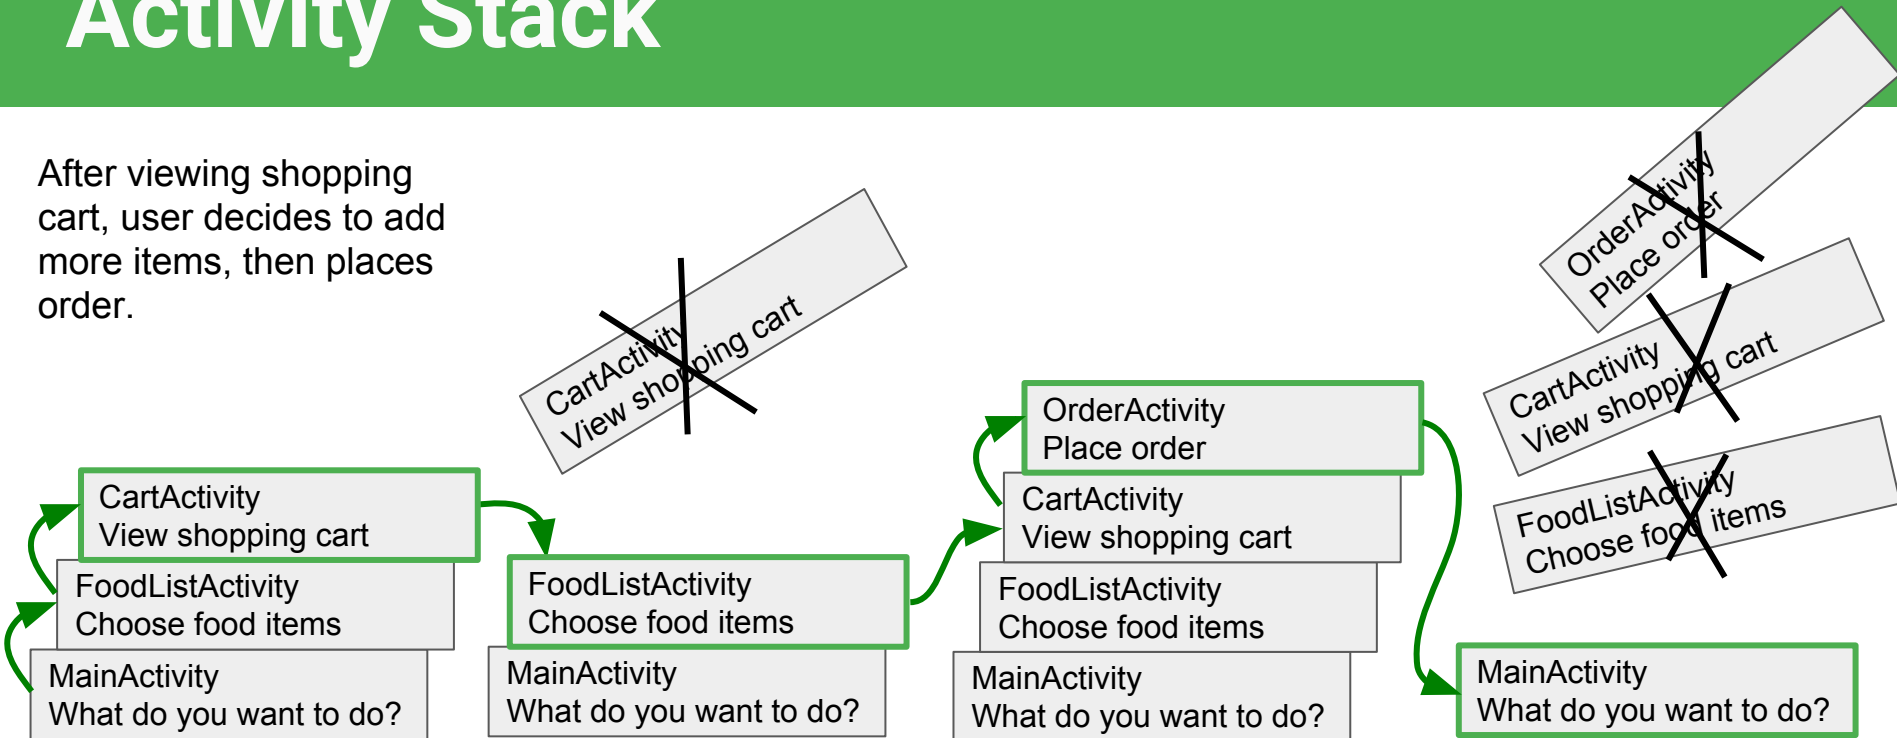 Activity Stack
After viewing shopping
cart, user decides to add
more items, then places
order.
CartActivity
View shopping cart
FoodListActivity
Choose food items
MainActivity
What do you want to do?
CartActivity
View shopping cart
FoodListActivity
Choose food items
MainActivity
What do you want to do?
OrderActivity
Place order
CartActivity
View shopping cart
FoodListActivity
Choose food items
MainActivity
What do you want to do?
OrderActivity
Place order
CartActivity
View shopping cart
FoodListActivity
Choose food items
MainActivity
What do you want to do?